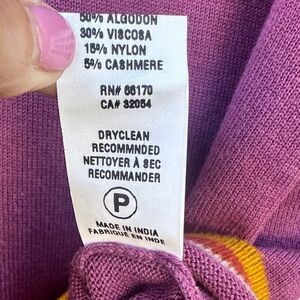 50% ALGODON
30% VISCOSA
15% NYLON
5% CASHMERE
RN# 66170
CA# 32054
DRYCLEAN
RECOMMNDED
NETTOYER À SEC
RECOMMANDER
P
MADE IN INDIA
FABRIQUÉ EN INDE